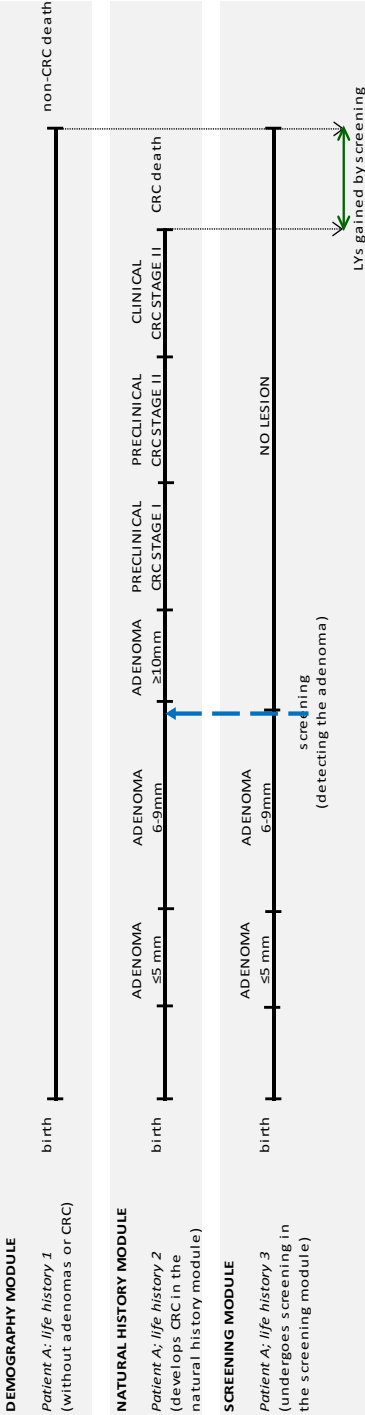 DEMOGRAPHY MODULE
Patient A; life history 1
(without adenomas or CRC)
birth
non-CRC death
NATURAL HISTORY MODULE
Patient A; life history 2
(develops CRC in the
natural history module)
birth
ADENOMA
≤5 mm
ADENOMA
6-9mm
ADENOMA
≥10mm
PRECLINICAL
CRC STAGE I
PRECLINICAL
CRC STAGE II
CLINICAL
CRC STAGE II
CRC death
SCREENING MODULE
Patient A; life history 3
(undergoes screening in
the screening module)
birth
ADENOMA
≤5 mm
ADENOMA
6-9mm
NO LESION
screening
(detecting the adenoma)
LYs gained by screening